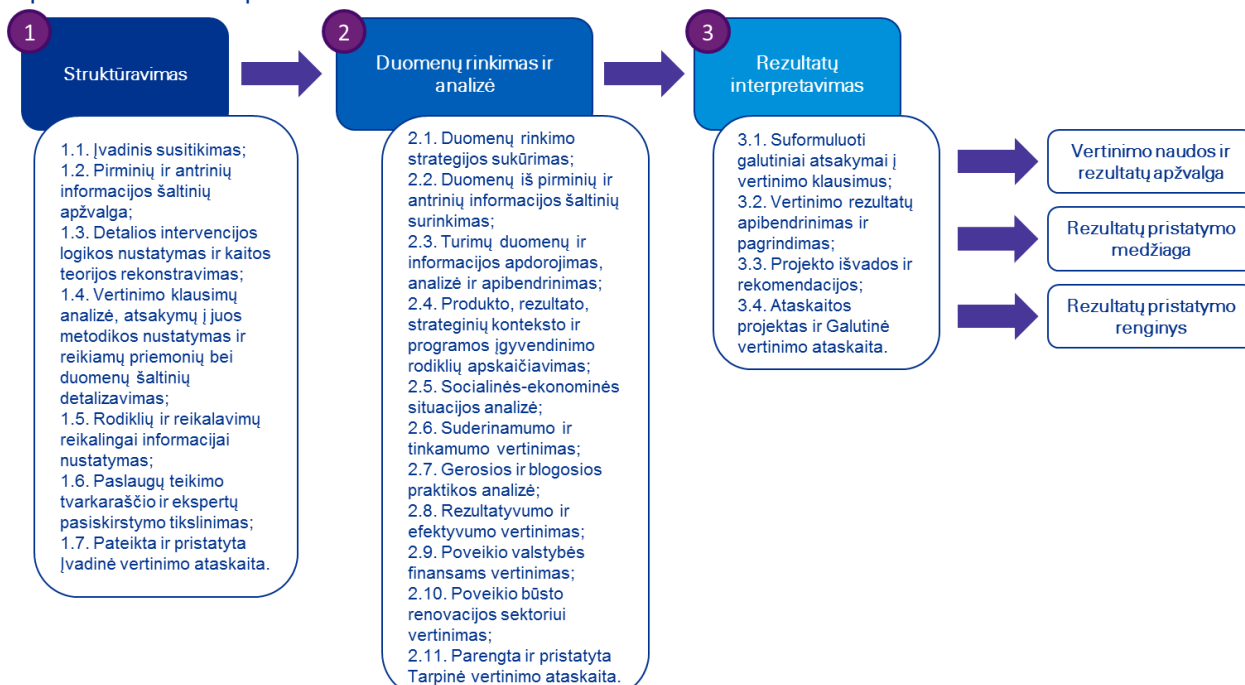 1
Struktūravimas
1.1. Įvadinis susitikimas;
1.2. Pirminių ir antrinių
informacijos šaltinių
apžvalga;
1.3. Detalios intervencijos
logikos nustatymas ir kaitos
teorijos rekonstravimas;
1.4. Vertinimo klausimų
analizė, atsakymų į juos
metodikos nustatymas ir
reikiamų priemonių bei
duomenų šaltinių
detalizavimas;
1.5. Rodiklių ir reikalavimų
reikalingai informacijai
nustatymas;
1.6. Paslaugų teikimo
tvarkaraščio ir ekspertų
pasiskirstymo tikslinimas;
1.7. Pateikta ir pristatyta
Įvadinė vertinimo ataskaita.
2
Duomenų rinkimas ir
analizė
2.1. Duomenų rinkimo
strategijos sukūrimas;
2.2. Duomenų iš pirminių ir
antrinių informacijos šaltinių
surinkimas;
2.3. Turimų duomenų ir
informacijos apdorojimas,
analizė ir apibendrinimas;
2.4. Produkto, rezultato,
strateginių konteksto ir
programos įgyvendinimo
rodiklių apskaičiavimas;
2.5. Socialinės-ekonominės
situacijos analizė;
2.6. Suderinamumo ir
tinkamumo vertinimas;
2.7. Gerosios ir blogosios
praktikos analizė;
2.8. Rezultatyvumo ir
efektyvumo vertinimas;
2.9. Poveikio valstybės
finansams vertinimas;
2.10. Poveikio būsto
renovacijos sektoriui
vertinimas;
2.11. Parengta ir pristatyta
Tarpinė vertinimo ataskaita.
3
Rezultatų
interpretavimas
3.1. Suformuluoti
galutiniai atsakymai į
vertinimo klausimus;
3.2. Vertinimo rezultatų
apibendrinimas ir
pagrindimas;
3.3. Projekto išvados ir
rekomendacijos;
3.4. Ataskaitos
projektas ir Galutinė
vertinimo ataskaita.
Vertinimo naudos ir
rezultatų apžvalga
Rezultatų pristatymo
medžiaga
Rezultatų pristatymo
renginys